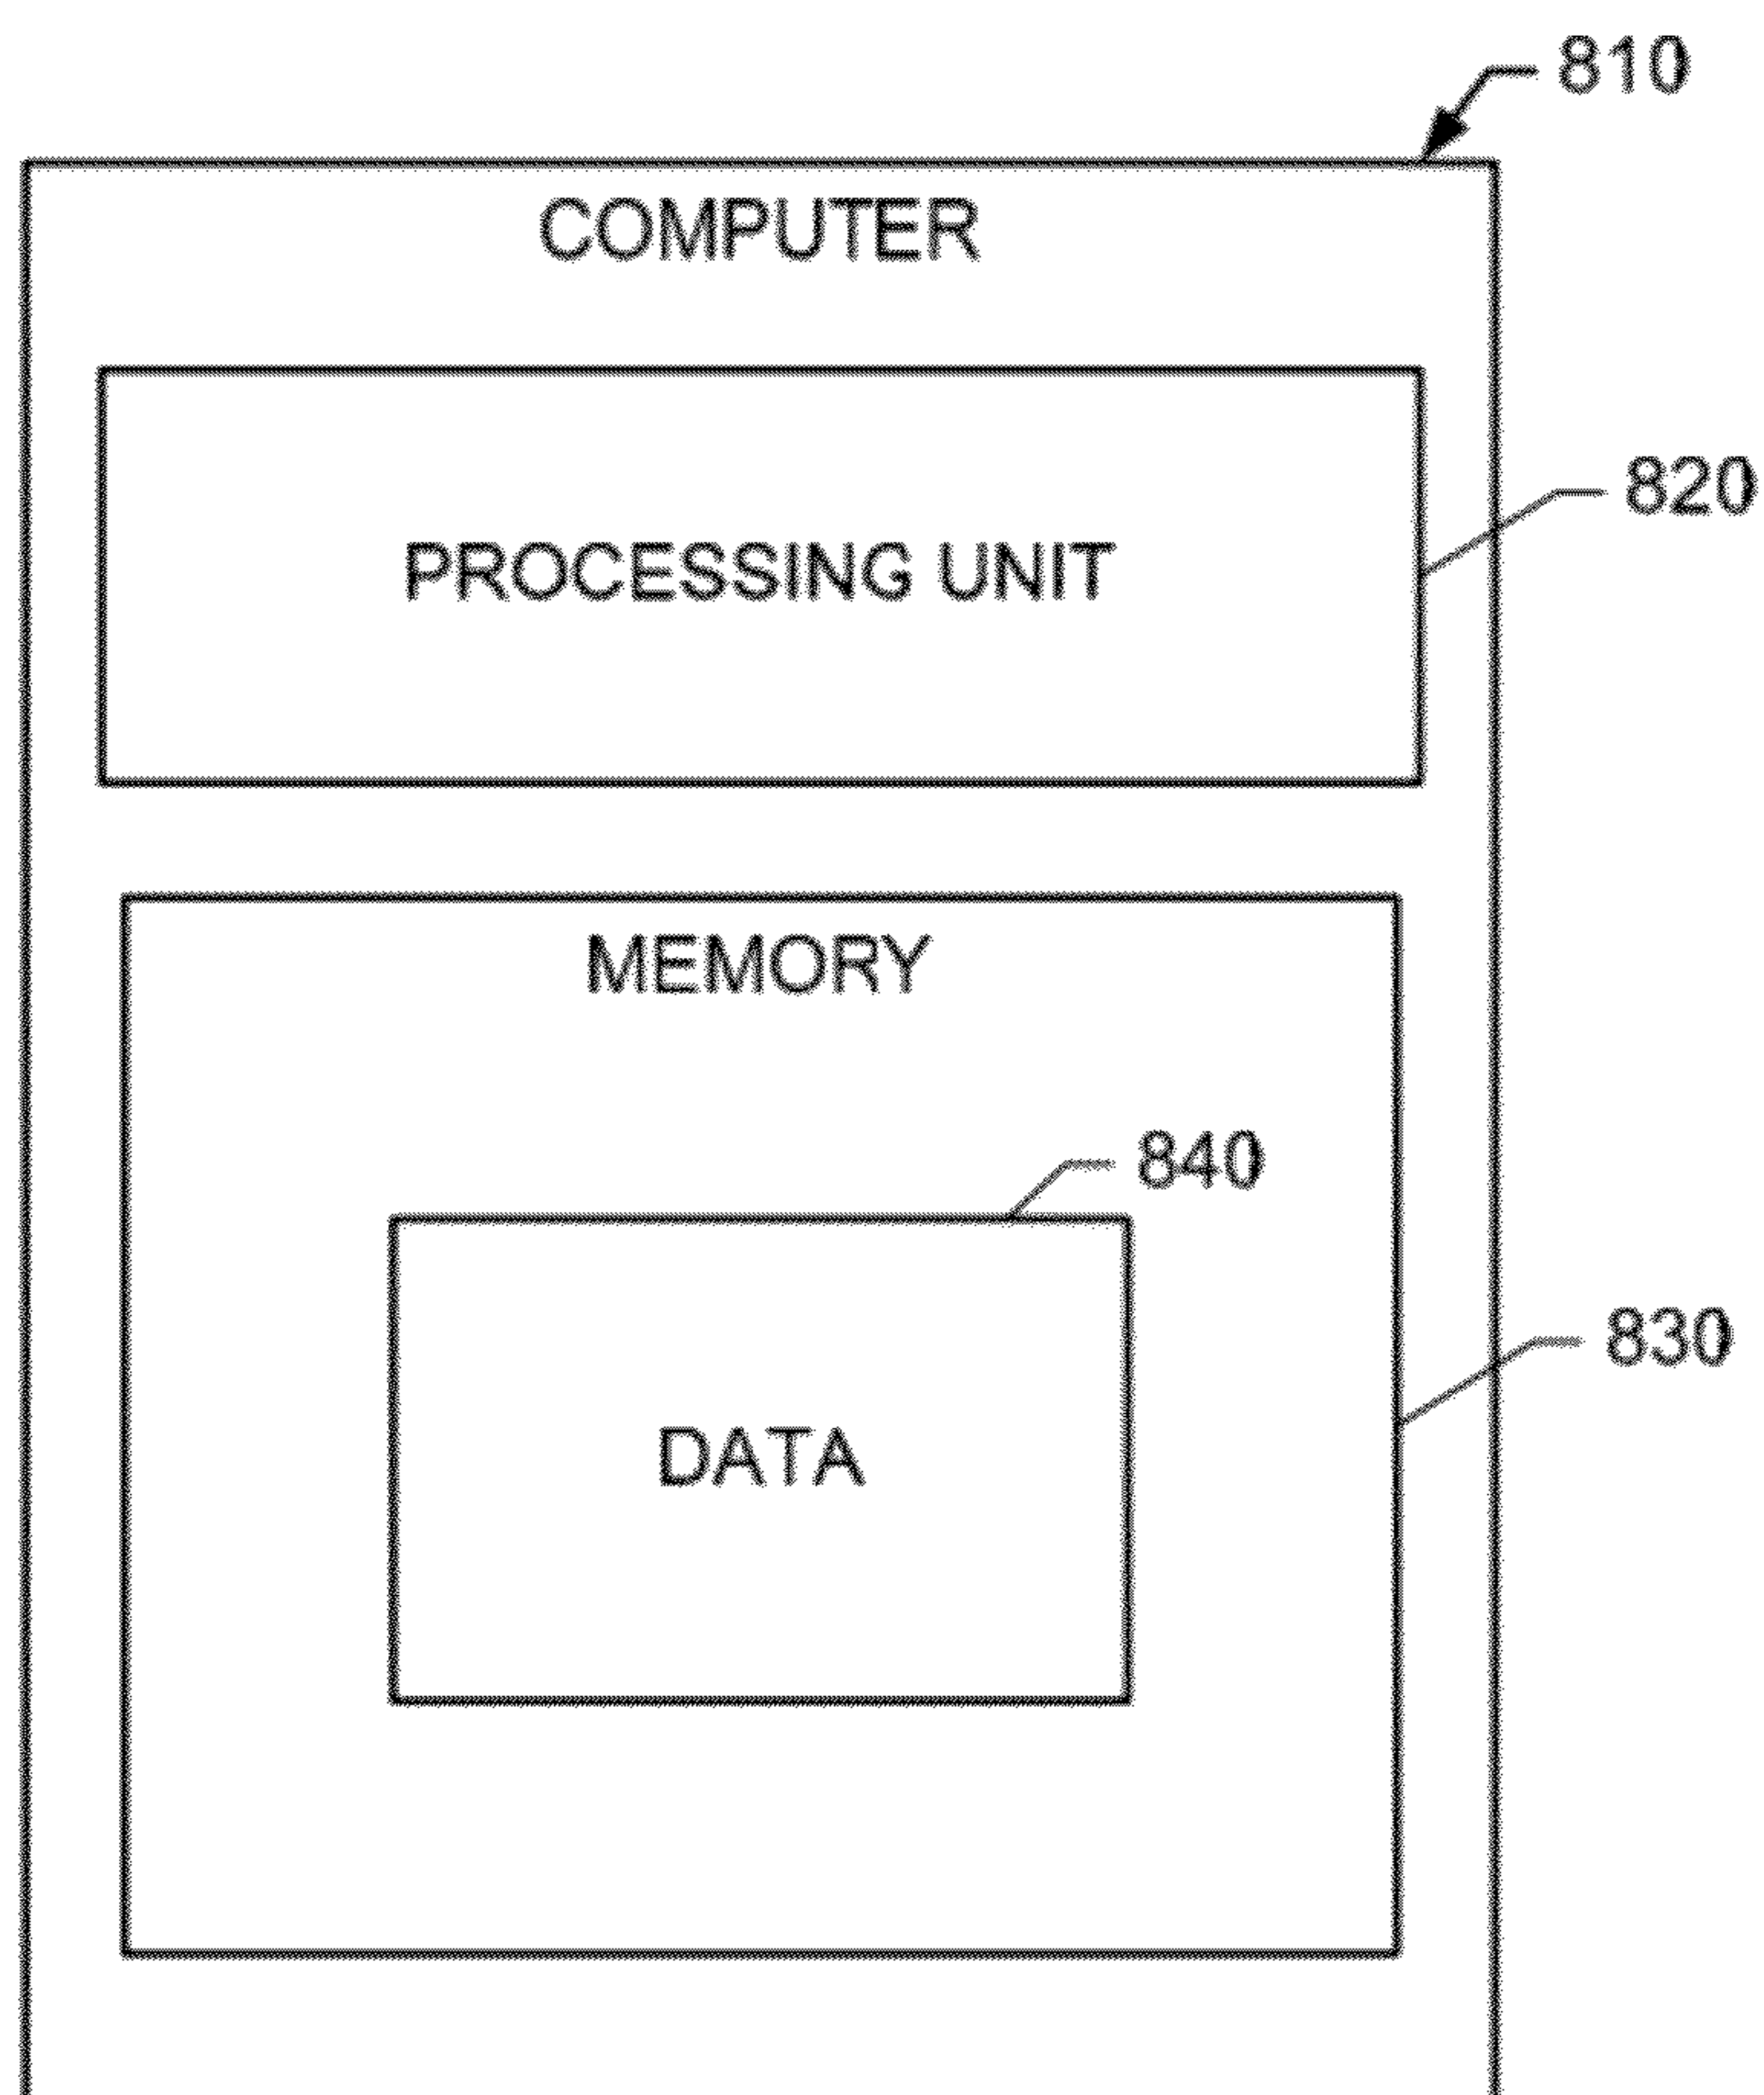 810
COMPUTER
820
PROCESSING UNIT
MEMORY
840
830
DATA